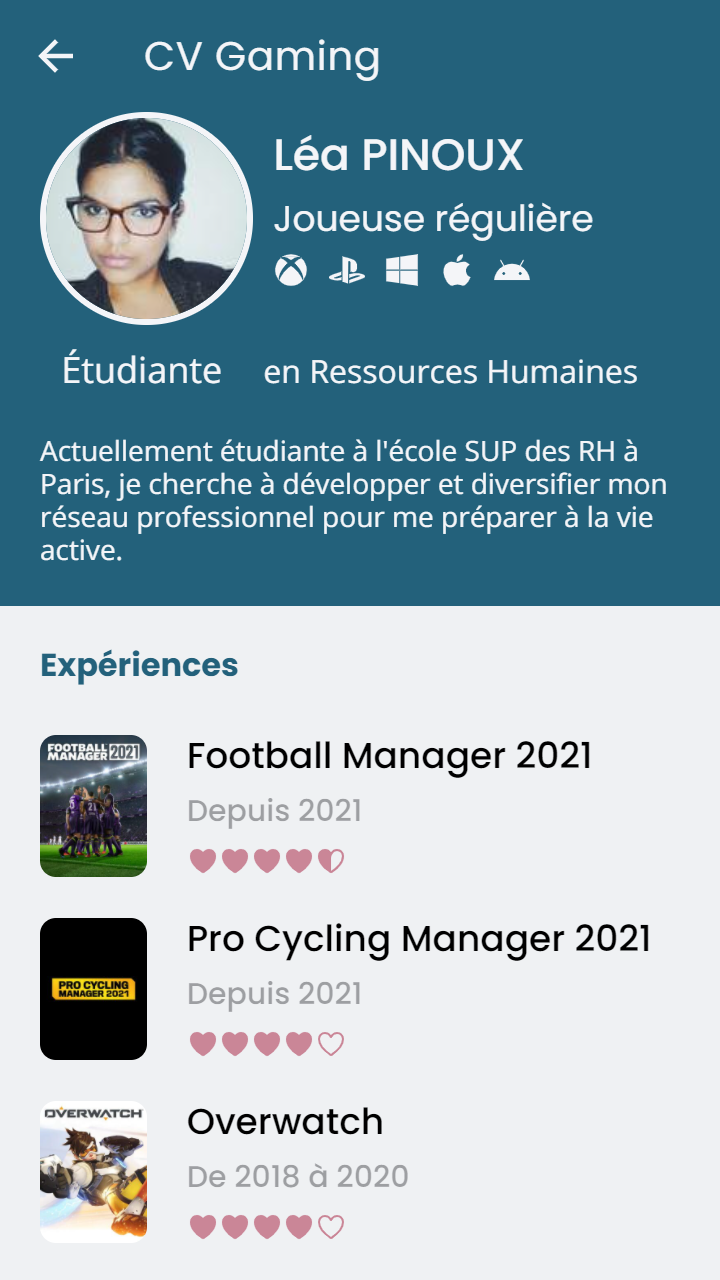 CV Gaming
Léa PINOUX
Joueuse régulière
Étudiante en Ressources Humaines
Actuellement étudiante à l'école SUP des RH à
Paris, je cherche à développer et diversifier mon
réseau professionnel pour me préparer à la vie
active.
Expériences
FOOTBALL
MANAGER 2021
Football Manager 2021
Depuis 2021
PRO CYCLING
MANAGER 2021
Pro Cycling Manager 2021
Depuis 2021
OVERWATCH
Overwatch
De 2018 à 2020